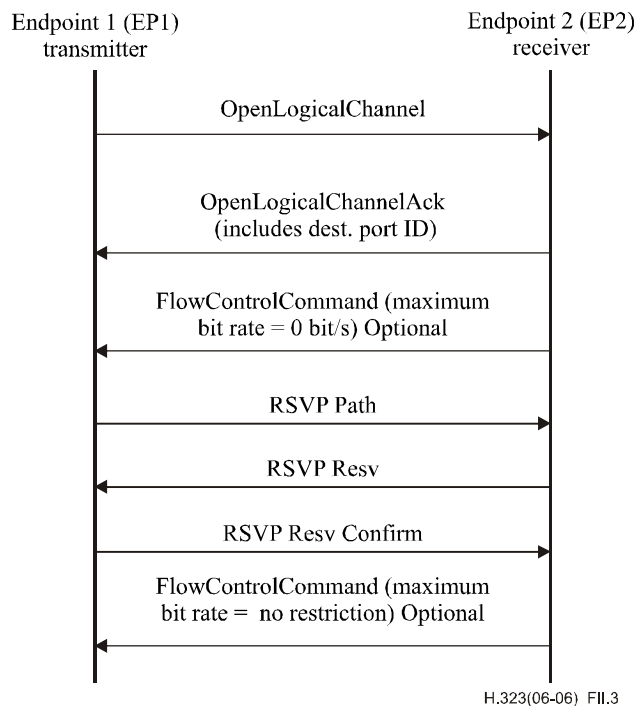 Endpoint 1 (EP1)
transmitter
Endpoint 2 (EP2)
receiver
OpenLogicalChannel
OpenLogicalChannelAck
(includes dest. port ID)
FlowControlCommand (maximum
bit rate = 0 bit/s) Optional
RSVP Path
RSVP Resv
RSVP Resv Confirm
FlowControlCommand (maximum
bit rate = no restriction) Optional
H.323(06-06)_FII.3